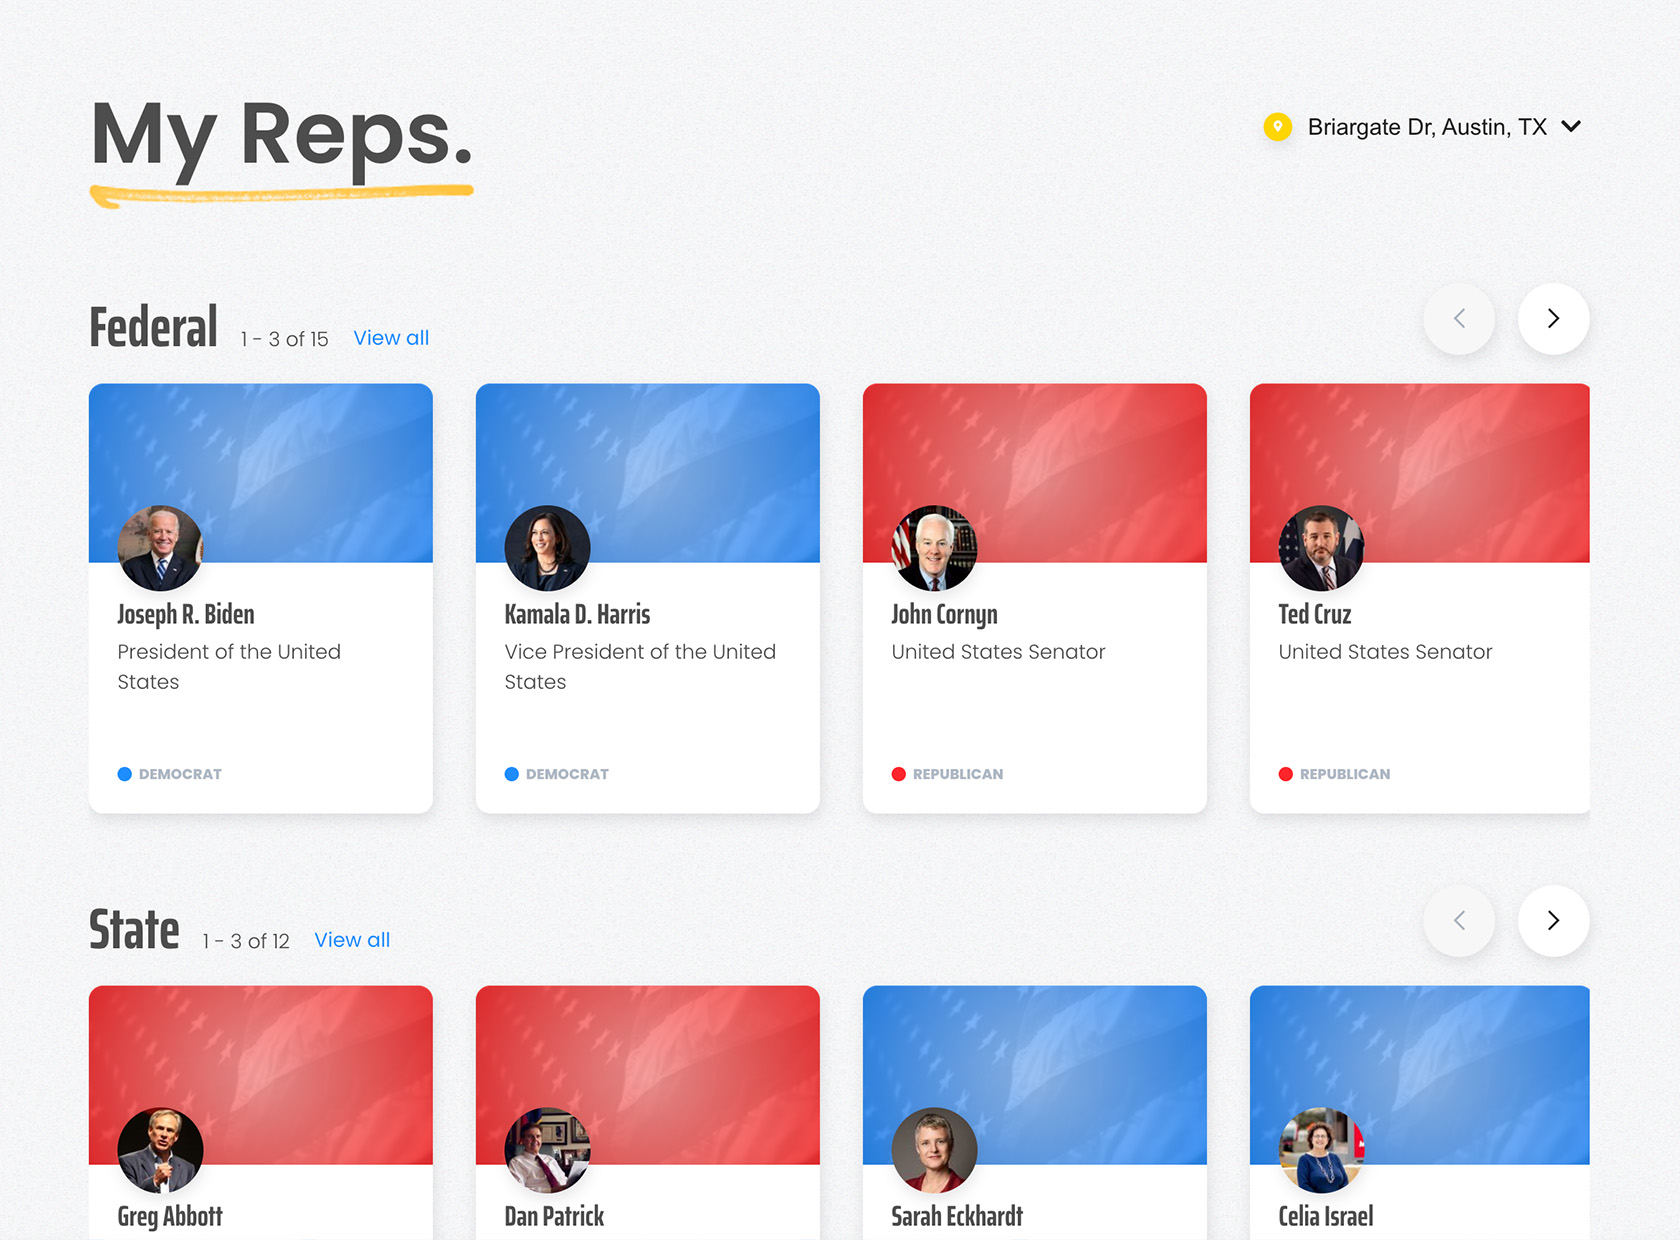 My Reps.
Briargate Dr, Austin, TX
Federal 1 - 3 of 15 View all
Joseph R. Biden
President of the United
States
DEMOCRAT
Kamala D. Harris
Vice President of the United
States
DEMOCRAT
John Cornyn
United States Senator
REPUBLICAN
Ted Cruz
United States Senator
REPUBLICAN
State 1 - 3 of 12 View all
Greg Abbott
Dan Patrick
Sarah Eckhardt
Celia Israel